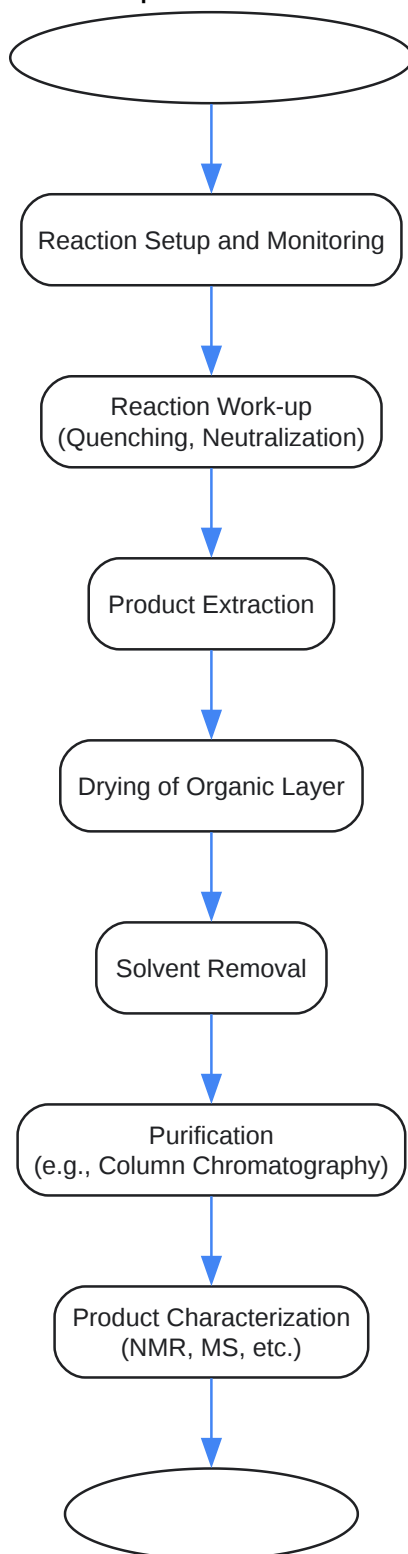 Reaction Setup and Monitoring
Reaction Work-up
(Quenching, Neutralization)
Product Extraction
Drying of Organic Layer
Solvent Removal
Purification
(e.g., Column Chromatography)
Product Characterization
(NMR, MS, etc.)